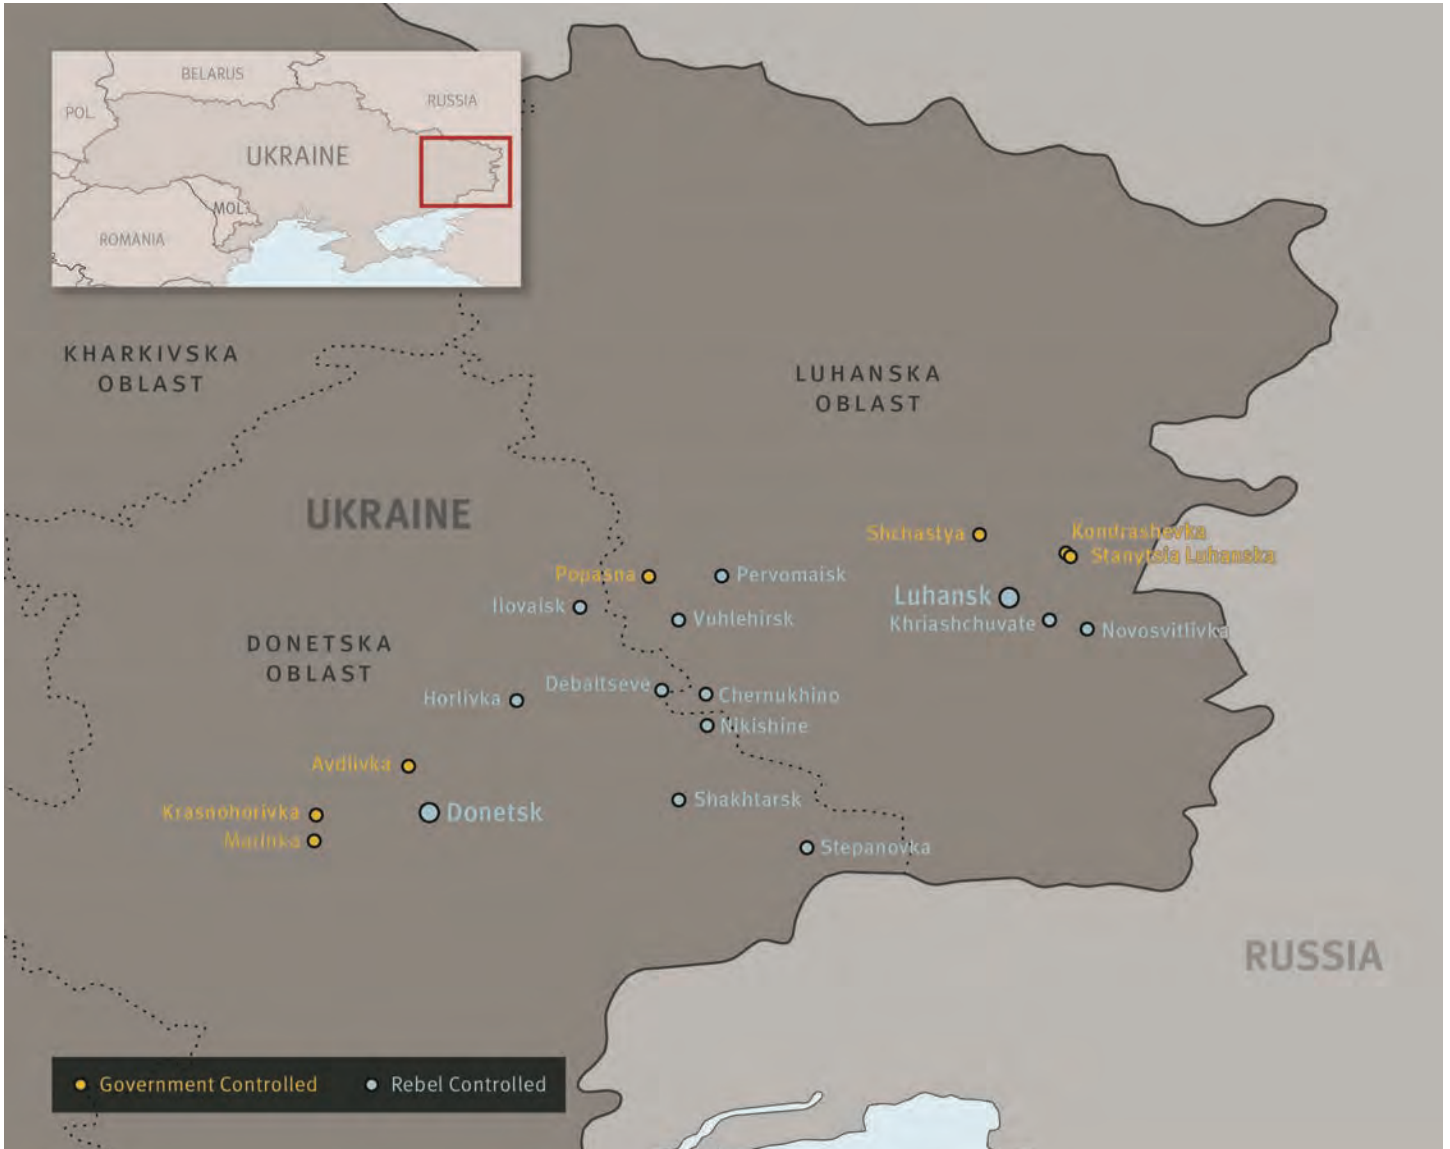 BELARUS
RUSSIA
POL.
UKRAINE
MOL.
ROMANIA
KHARKIVSKA
OBLAST
LUHANSKA
OBLAST
UKRAINE
Shchastya
Kondrashevka
Stanytsia Luhanska
Popasna
Pervomaisk
Ilovaisk
Luhansk
Vuhlehirsk
Khriashchuvate
Novosvitlivka
DONETSKA
OBLAST
Debaltseve
Horlivka
Chernukhino
Nikishine
Avdiivka
Shakhtarsk
Krasnohorivka
Donetsk
Marinka
Stepanovka
RUSSIA
Government Controlled
Rebel Controlled